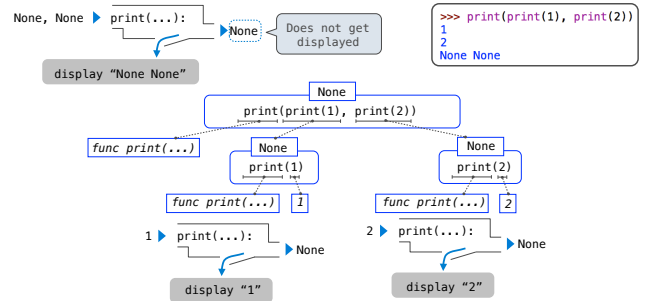 None, None
print(...):
None
Does not get
displayed
display “None None”
>>> print(print(1), print(2))
1
2
None None
None
print(print(1), print(2))
func print(...)
None
print(1)
None
print(2)
func print(...)
1
func print(...)
2
1
print(...):
None
display “1”
2
print(...):
None
display “2”